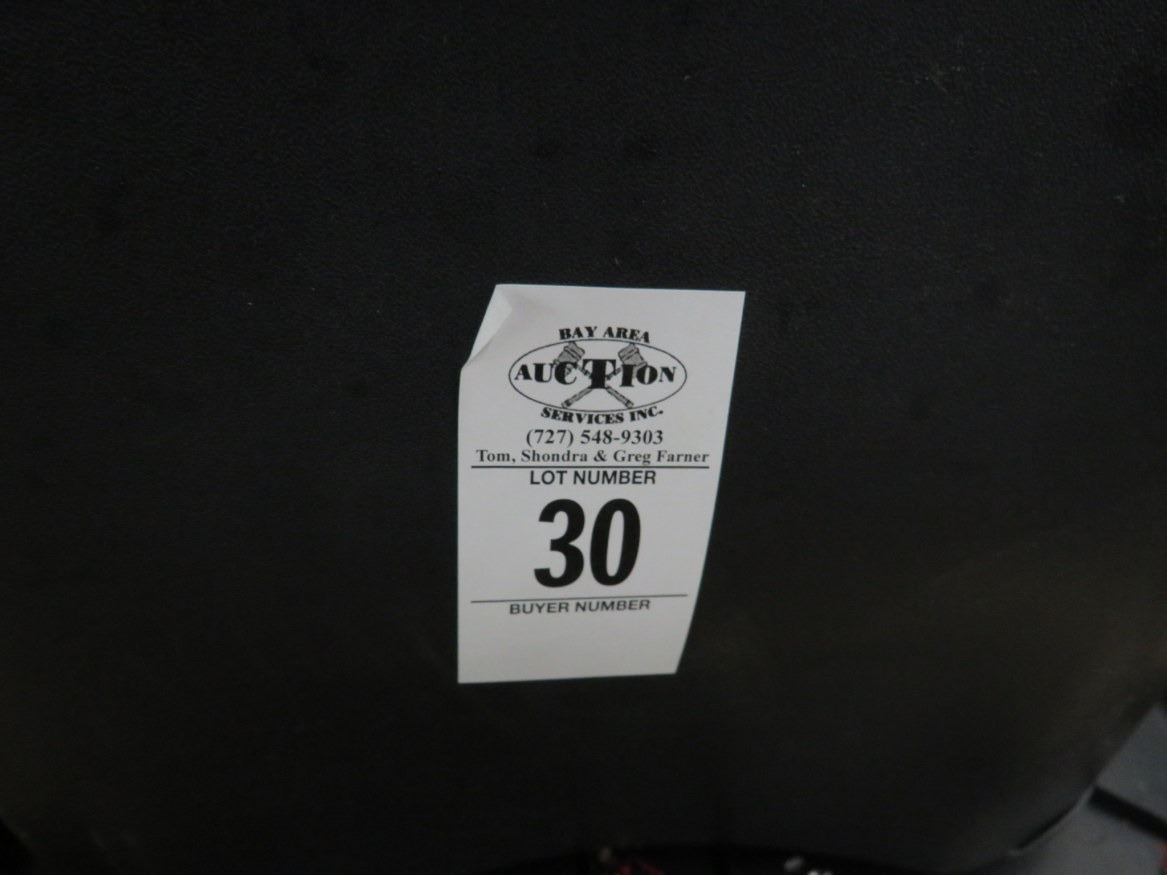 BAY AREA
AUCTION
SERVICES INC.
(727) 548-9303
Tom, Shondra & Greg Farner
LOT NUMBER
30
BUYER NUMBER